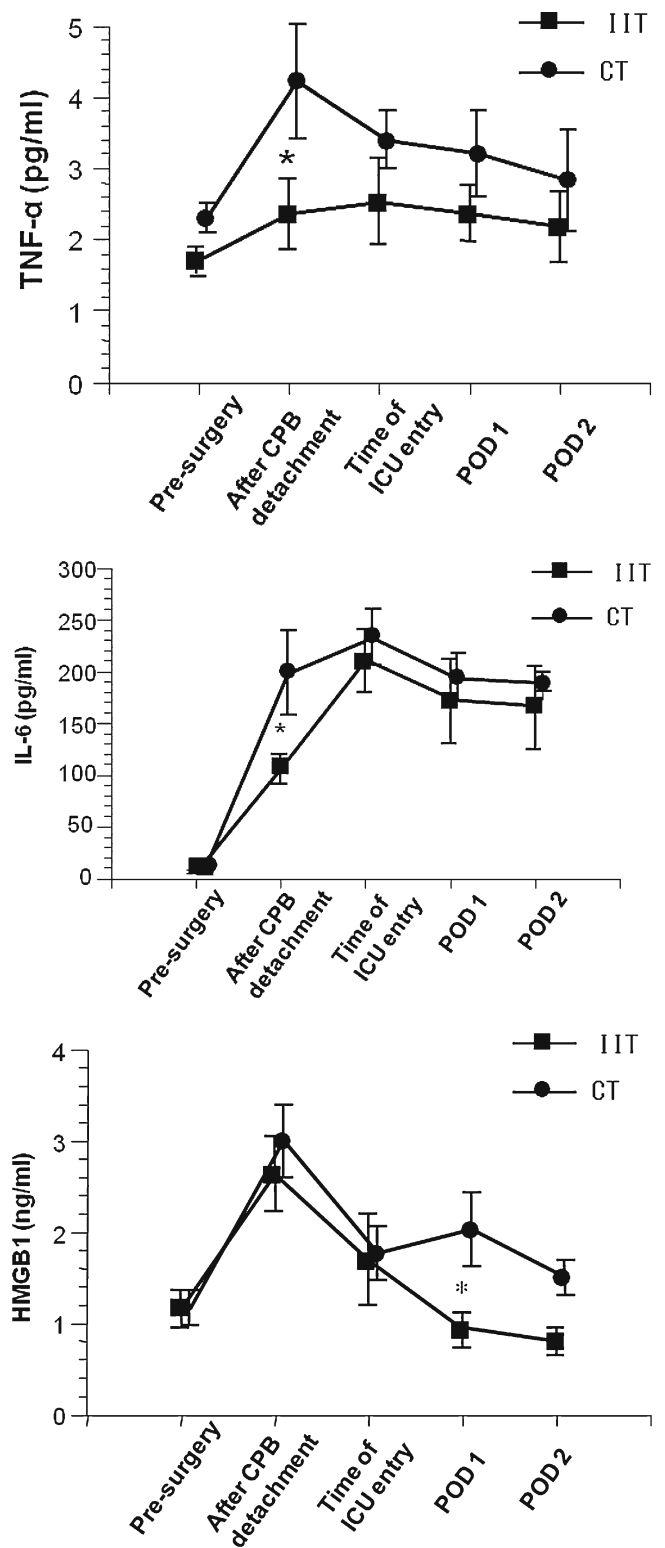 IIT
CT
TNF-α (pg/ml)
5
4
3
2
1
0
*
Pre-surgery
After CPB
detachment
Time of
ICU entry
POD 1
POD 2
IIT
CT
IL-6 (pg/ml)
300
250
200
150
100
50
0
*
Pre-surgery
After CPB
detachment
Time of
ICU entry
POD 1
POD 2
IIT
CT
HMGB1 (ng/ml)
4
3
2
1
0
*
Pre-surgery
After CPB
detachment
Time of
ICU entry
POD 1
POD 2